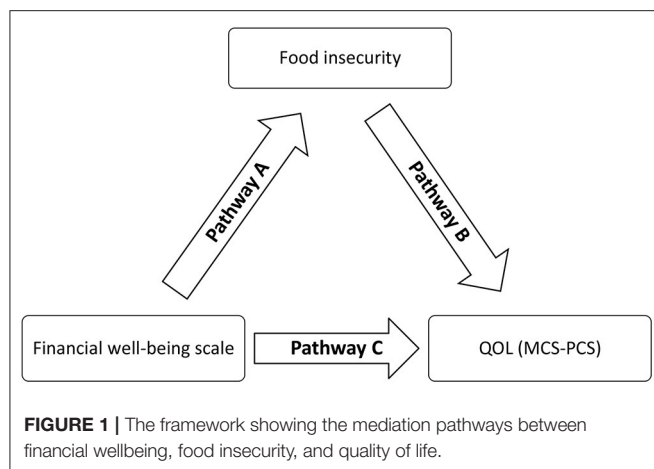 Food insecurity
Pathway A
Pathway B
Financial well-being scale
Pathway C
QOL (MCS-PCS)
FIGURE 1 | The framework showing the mediation pathways between
financial wellbeing, food insecurity, and quality of life.